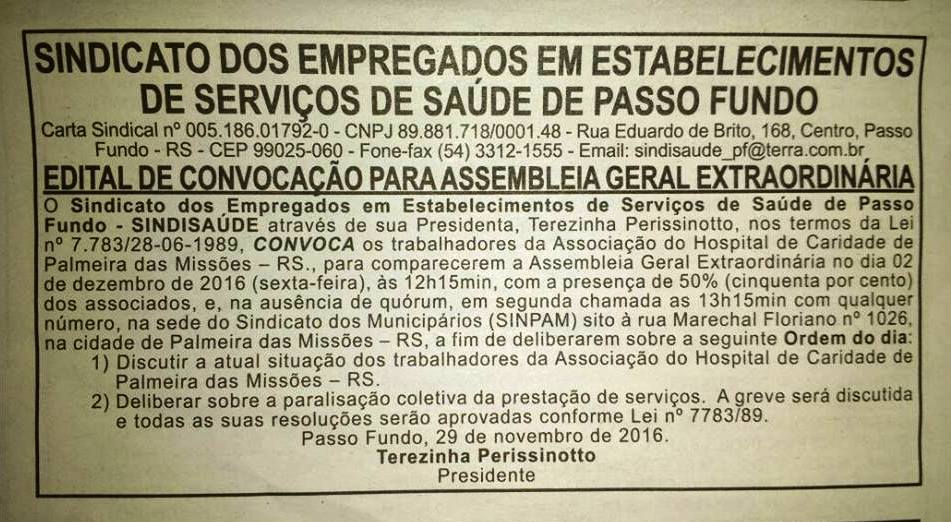 SINDICATO DOS EMPREGADOS EM ESTABELECIMENTOS
DE SERVIÇOS DE SAÚDE DE PASSO FUNDO
Carta Sindical nº 005.186.01792-0 - CNPJ 89.881.718/0001.48 - Rua Eduardo de Brito, 168, Centro, Passo
Fundo - RS - CEP 99025-060 - Fone-fax (54) 3312-1555 - Email: sindisaude_pf@terra.com.br
EDITAL DE CONVOCAÇÃO PARA ASSEMBLEIA GERAL EXTRAORDINÁRIA
O Sindicato dos Empregados em Estabelecimentos de Serviços de Saúde de Passo
Fundo - SINDISAÚDE através de sua Presidenta, Terezinha Perissinotto, nos termos da Lei
nº 7.783/28-06-1989, CONVOCA os trabalhadores da Associação do Hospital de Caridade de
Palmeira das Missões – RS., para comparecerem a Assembleia Geral Extraordinária no dia 02
de dezembro de 2016 (sexta-feira), às 12h15min, com a presença de 50% (cinquenta por cento)
dos associados, e, na ausência de quórum, em segunda chamada as 13h15min com qualquer
número, na sede do Sindicato dos Municipários (SINPAM) sito à rua Marechal Floriano nº 1026,
na cidade de Palmeira das Missões – RS, a fim de deliberarem sobre a seguinte Ordem do dia:
1) Discutir a atual situação dos trabalhadores da Associação do Hospital de Caridade de
Palmeira das Missões – RS.
2) Deliberar sobre a paralisação coletiva da prestação de serviços. A greve será discutida
e todas as suas resoluções serão aprovadas conforme Lei nº 7783/89.
Passo Fundo, 29 de novembro de 2016.
Terezinha Perissinotto
Presidente